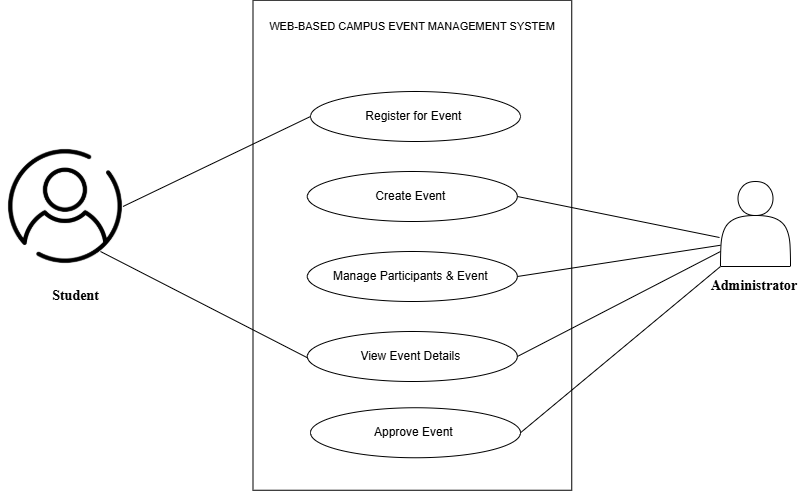 WEB-BASED CAMPUS EVENT MANAGEMENT SYSTEM
Register for Event
Create Event
Manage Participants & Event
View Event Details
Approve Event
Student
Administrator